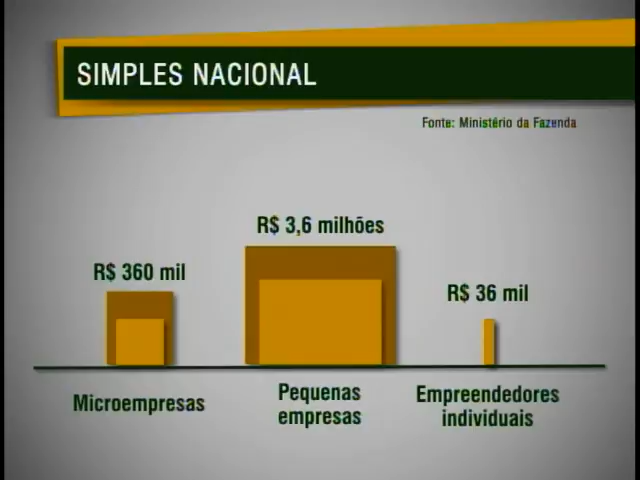 SIMPLES NACIONAL
Fonte: Ministério da Fazenda
R$ 3,6 milhões
R$ 360 mil
R$ 36 mil
Microempresas
Pequenas
empresas
Empreendedores
individuais